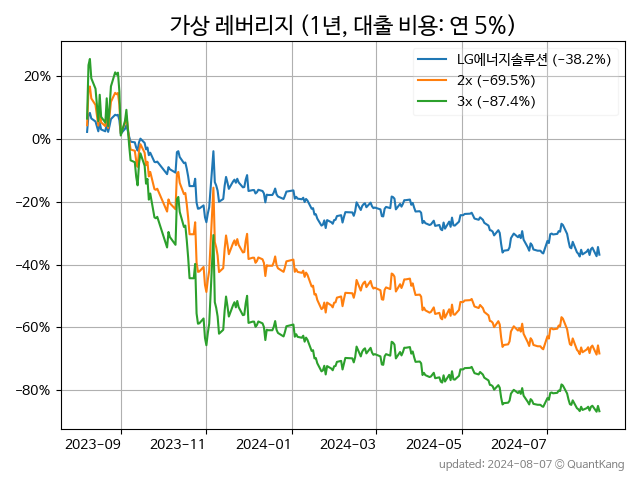 가상 레버리지 (1년, 대출 비용: 연 5%)
LG에너지솔루션 (−38.2%)
2x (−69.5%)
3x (−87.4%)
20%
0%
−20%
−40%
−60%
−80%
2023-09 2023-11 2024-01 2024-03 2024-05 2024-07
updated: 2024-08-07 © QuantKang